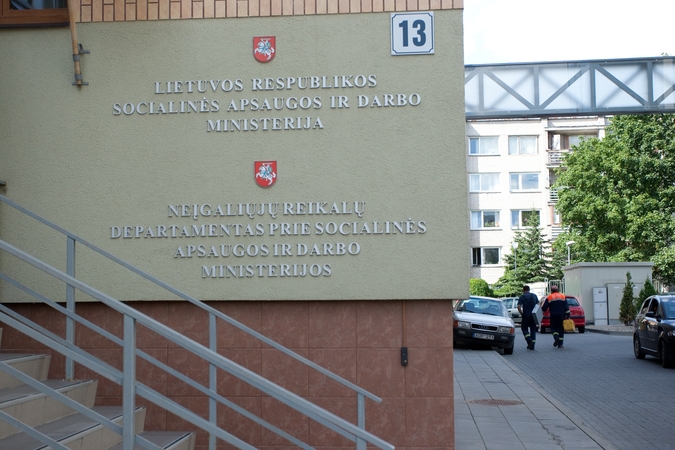 13
LIETUVOS RESPUBLIKOS
SOCIALINĖS APSAUGOS IR DARBO
MINISTERIJA
NEĮGALIŲJŲ REIKALŲ
DEPARTAMENTAS PRIE SOCIALINĖS
APSAUGOS IR DARBO
MINISTERIJOS